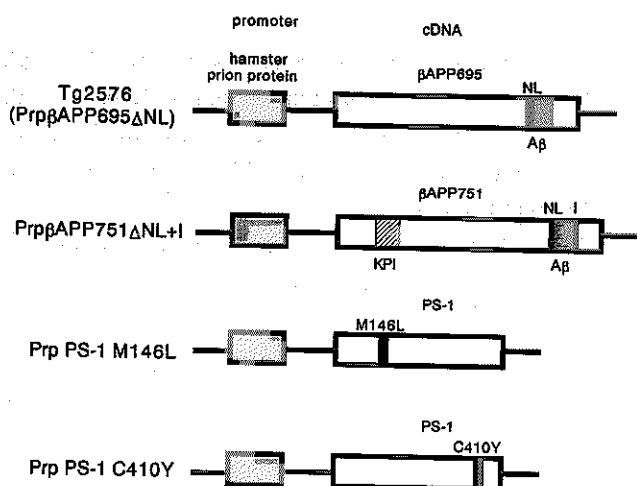 promoter
cDNA
hamster
prion protein
βAPP695
NL
Tg2576
(PrpβAPP695ΔNL)
Aβ
βAPP751
NL I
PrpβAPP751ΔNL+I
KPI
Aβ
PS-1
M146L
Prp PS-1 M146L
PS-1
C410Y
Prp PS-1 C410Y